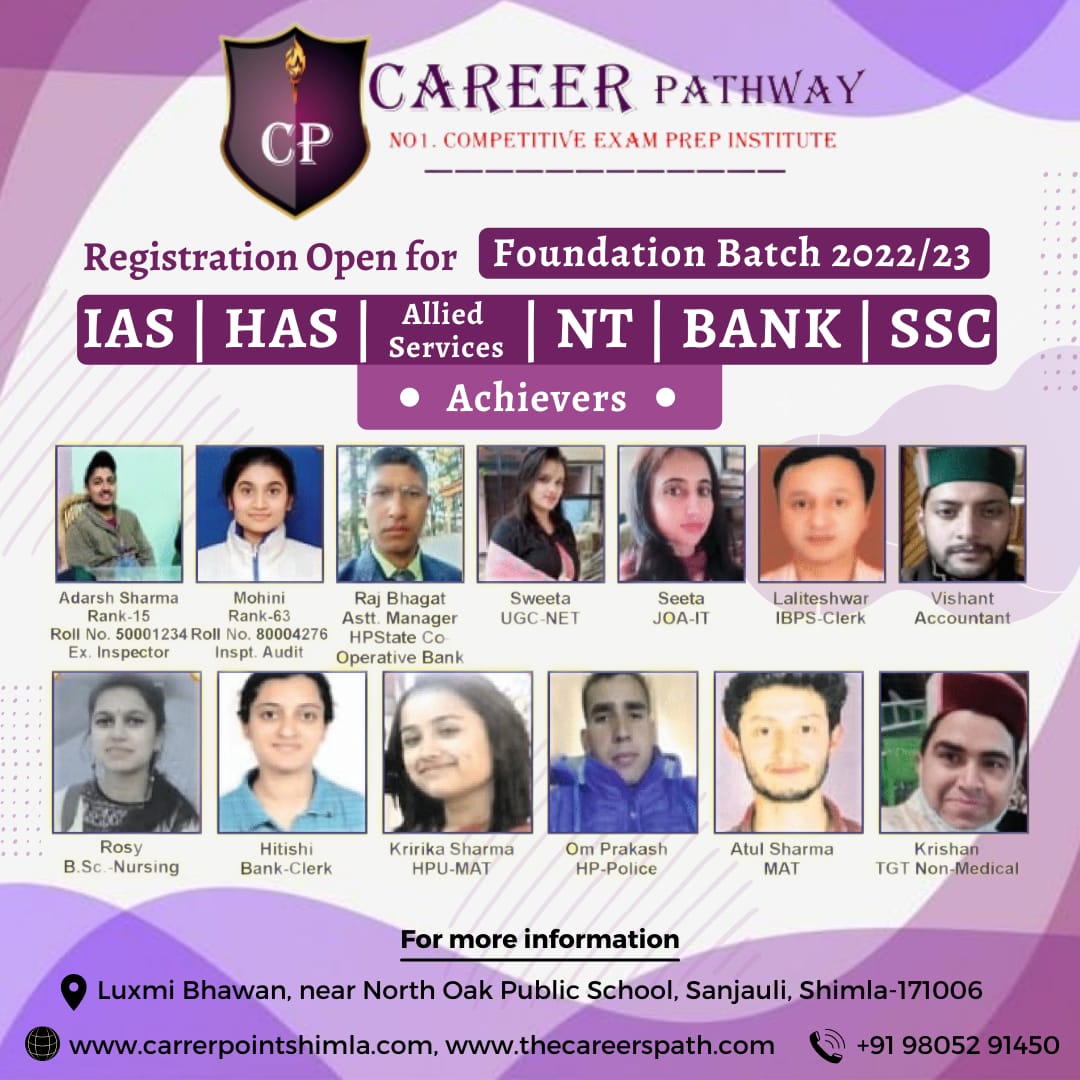 CP
CAREER PATHWAY
NO1. COMPETITIVE EXAM PREP INSTITUTE
Registration Open for Foundation Batch 2022/23
IAS | HAS | Allied Services | NT | BANK | SSC
• Achievers •
Adarsh Sharma
Rank-15
Roll No. 50001234
Ex. Inspector
Mohini
Rank-63
Roll No. 80004276
Inspt. Audit
Raj Bhagat
Astt. Manager
HPState Co-
Operative Bank
Sweeta
UGC-NET
Seeta
JOA-IT
Laliteshwar
IBPS-Clerk
Vishant
Accountant
Rosy
B.Sc.-Nursing
Hitishi
Bank-Clerk
Kririka Sharma
HPU-MAT
Om Prakash
HP-Police
Atul Sharma
MAT
Krishan
TGT Non-Medical
For more information
Luxmi Bhawan, near North Oak Public School, Sanjauli, Shimla-171006
www.carrerpointshimla.com, www.thecareerspath.com +91 98052 91450